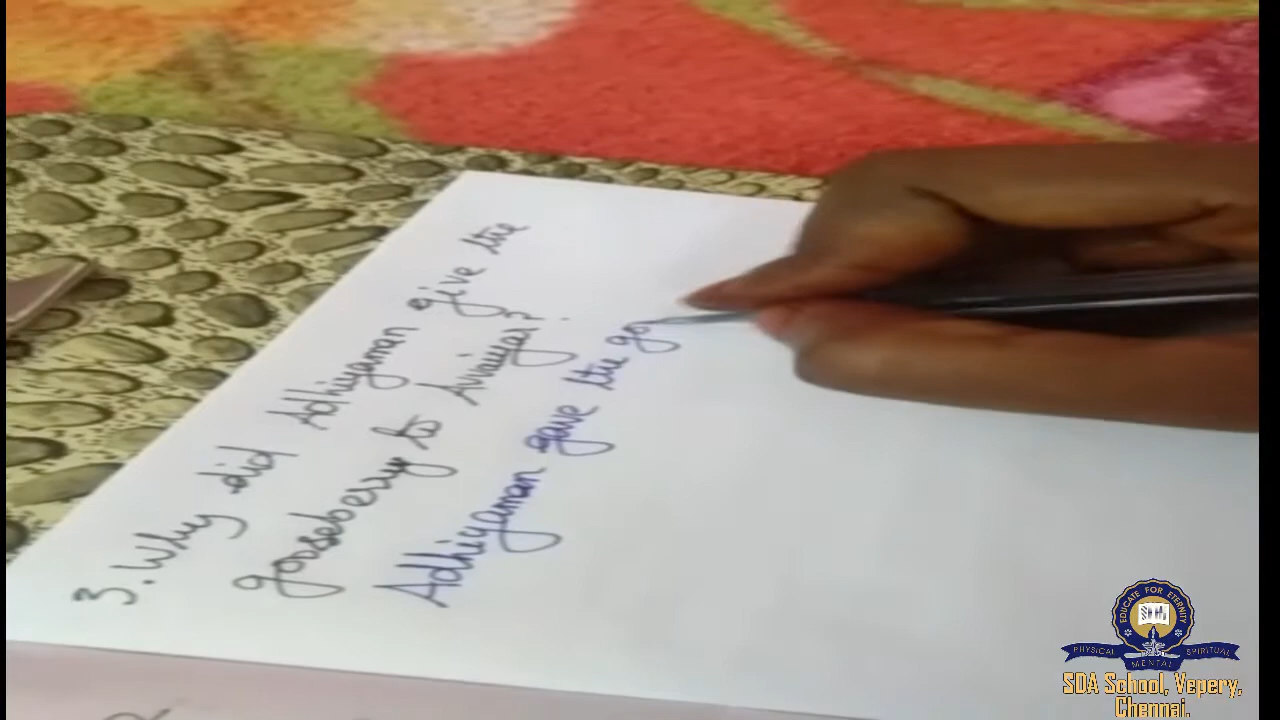 3. Why did Adhiyaman give the
gooseberry to Avvaiyar?
Adhiyaman gave the goo
EDUCATE FOR ETERNITY
PHYSICAL MENTAL SPIRITUAL
SDA School, Vepery,
Chennai.